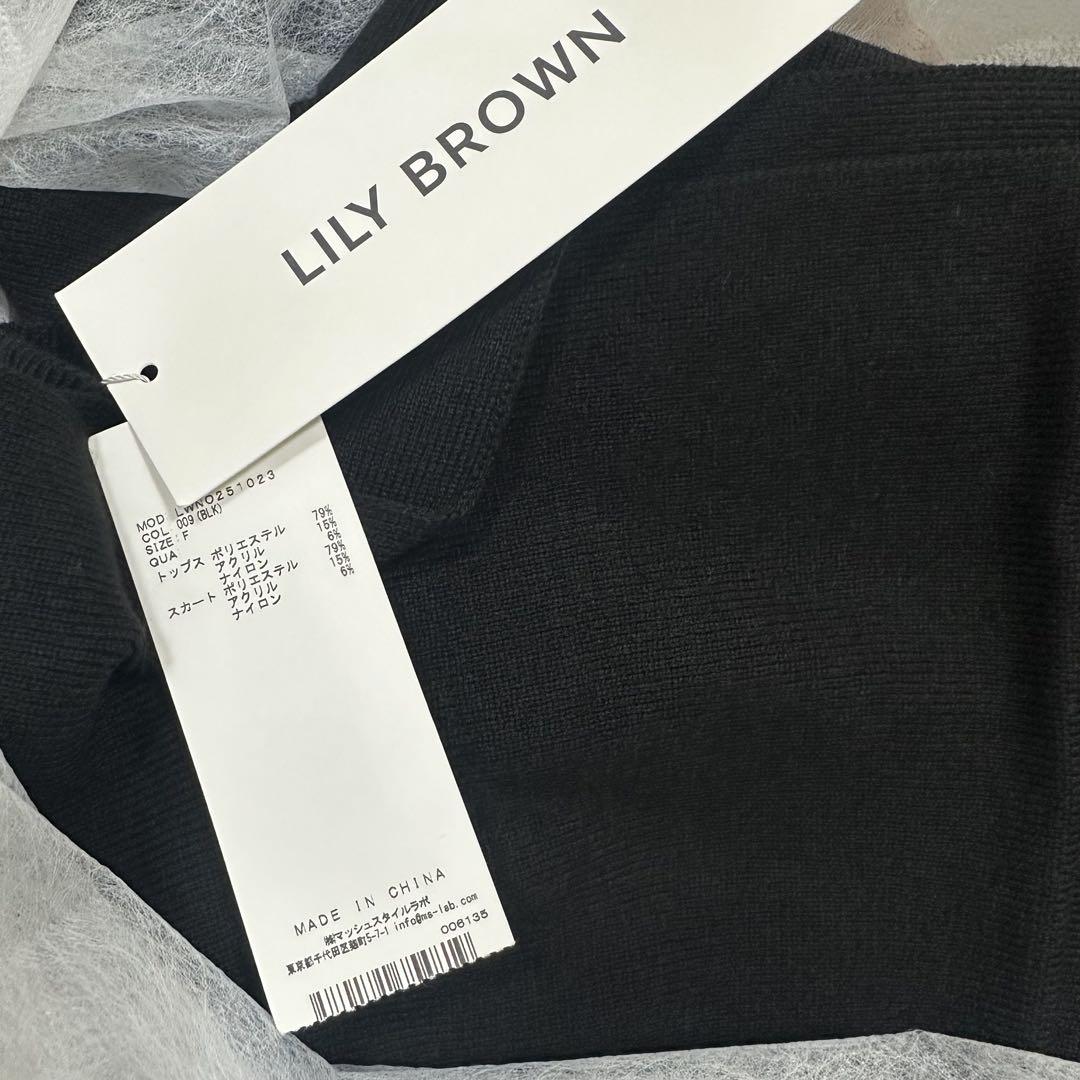 LILY BROWN
MOD LWNO251023
COL 009 (BLK)
SIZE: F
QUA
トップス ポリエステル 79%
アクリル 15%
ナイロン 6%
スカート ポリエステル 79%
アクリル 15%
ナイロン 6%
MADE IN CHINA
㈱マッシュスタイルラボ
東京都千代田区麹町5-7-1 info@ms-lab.com
006135